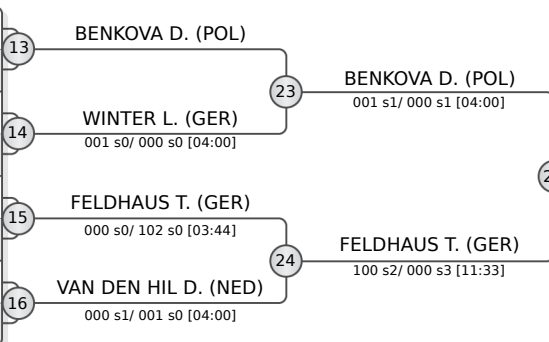 BENKOVA D. (POL)
13
23
BENKOVA D. (POL)
001 s1/ 000 s1 [04:00]
WINTER L. (GER)
14
001 s0/ 000 s0 [04:00]
FELDHAUS T. (GER)
15
000 s0/ 102 s0 [03:44]
24
FELDHAUS T. (GER)
100 s2/ 000 s3 [11:33]
VAN DEN HIL D. (NED)
16
000 s1/ 001 s0 [04:00]